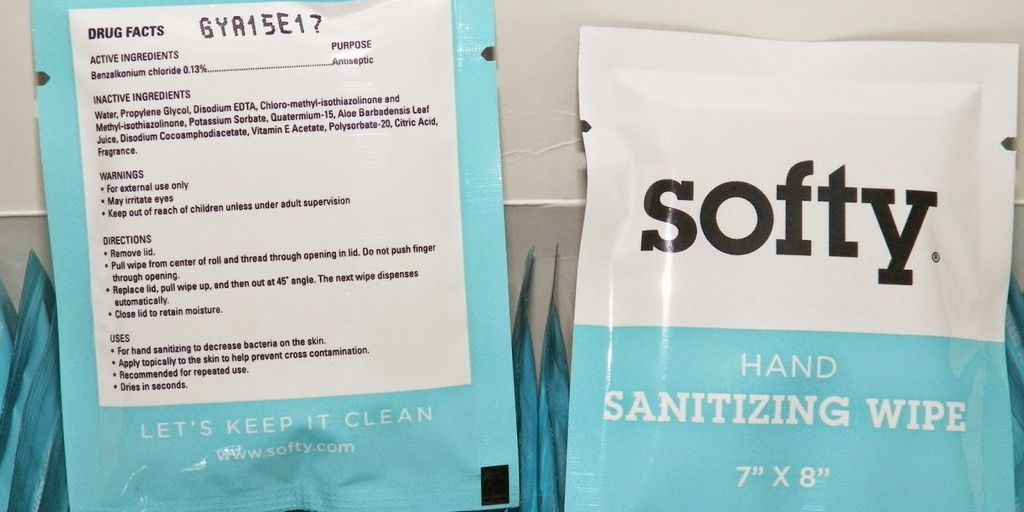 DRUG FACTS
GYA15E17
ACTIVE INGREDIENTS
PURPOSE
Benzalkonium chloride 0.13%......................................Antiseptic
INACTIVE INGREDIENTS
Water, Propylene Glycol, Disodium EDTA, Chloro-methyl-isothiazolinone and
Methyl-isothiazolinone, Potassium Sorbate, Quaternium-15, Aloe Barbadensis Leaf
Juice, Disodium Cocoamphodiacetate, Vitamin E Acetate, Polysorbate-20, Citric Acid,
Fragrance.
WARNINGS
• For external use only
• May irritate eyes
• Keep out of reach of children unless under adult supervision
DIRECTIONS
• Remove lid.
• Pull wipe from center of roll and thread through opening in lid. Do not push finger
through opening.
• Replace lid, pull wipe up, and then out at 45° angle. The next wipe dispenses
automatically.
• Close lid to retain moisture.
USES
• For hand sanitizing to decrease bacteria on the skin.
• Apply topically to the skin to help prevent cross contamination.
• Recommended for repeated use.
• Dries in seconds.
LET'S KEEP IT CLEAN
www.softy.com
softy®
HAND
SANITIZING WIPE
7" X 8"